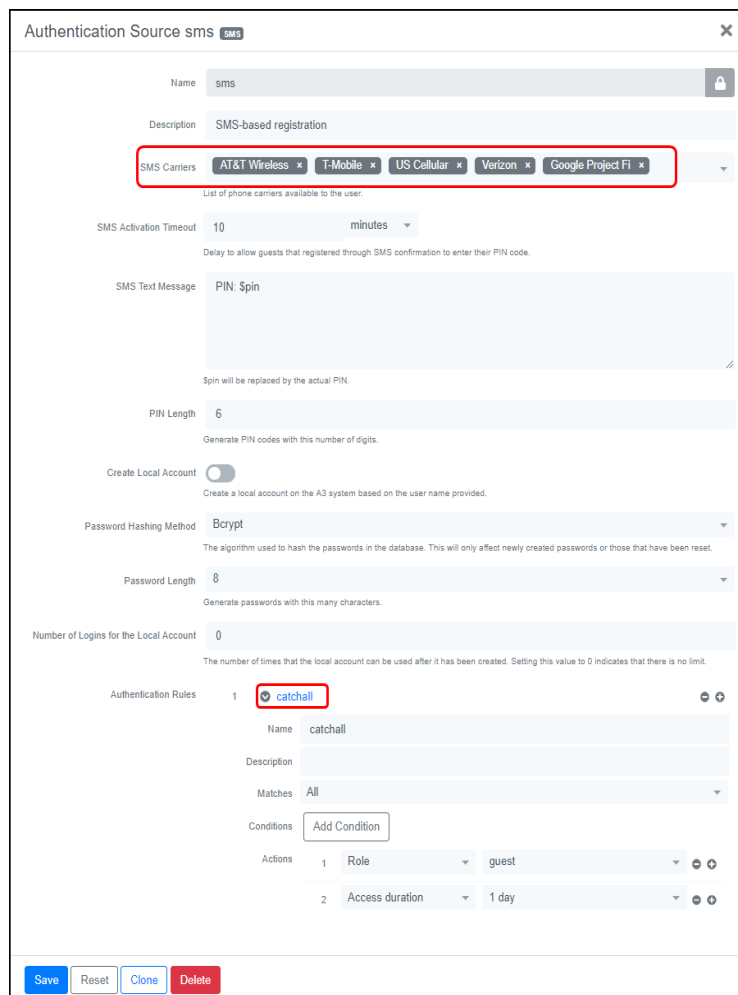 Authentication Source sms SMS ×
Name sms
Description SMS-based registration
SMS Carriers AT&T Wireless × T-Mobile × US Cellular × Verizon × Google Project Fi ×
List of phone carriers available to the user.
SMS Activation Timeout 10 minutes
Delay to allow guests that registered through SMS confirmation to enter their PIN code.
SMS Text Message PIN: $pin
$pin will be replaced by the actual PIN.
PIN Length 6
Generate PIN codes with this number of digits.
Create Local Account
Create a local account on the A3 system based on the user name provided.
Password Hashing Method Bcrypt
The algorithm used to hash the passwords in the database. This will only affect newly created passwords or those that have been reset.
Password Length 8
Generate passwords with this many characters.
Number of Logins for the Local Account 0
The number of times that the local account can be used after it has been created. Setting this value to 0 indicates that there is no limit.
Authentication Rules 1 catchall
Name catchall
Description
Matches All
Conditions Add Condition
Actions 1 Role guest
2 Access duration 1 day
Save Reset Clone Delete